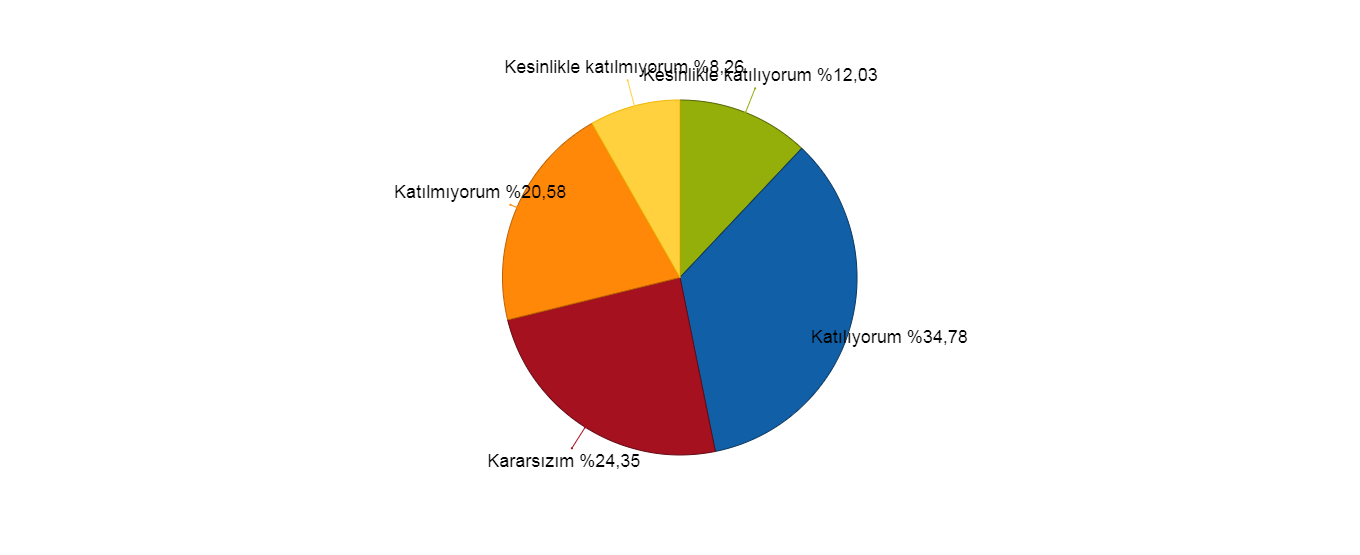 Kesinlikle katılmıyorum %8,26
Kesinlikle katılıyorum %12,03
Katılmıyorum %20,58
Katılıyorum %34,78
Kararsızım %24,35